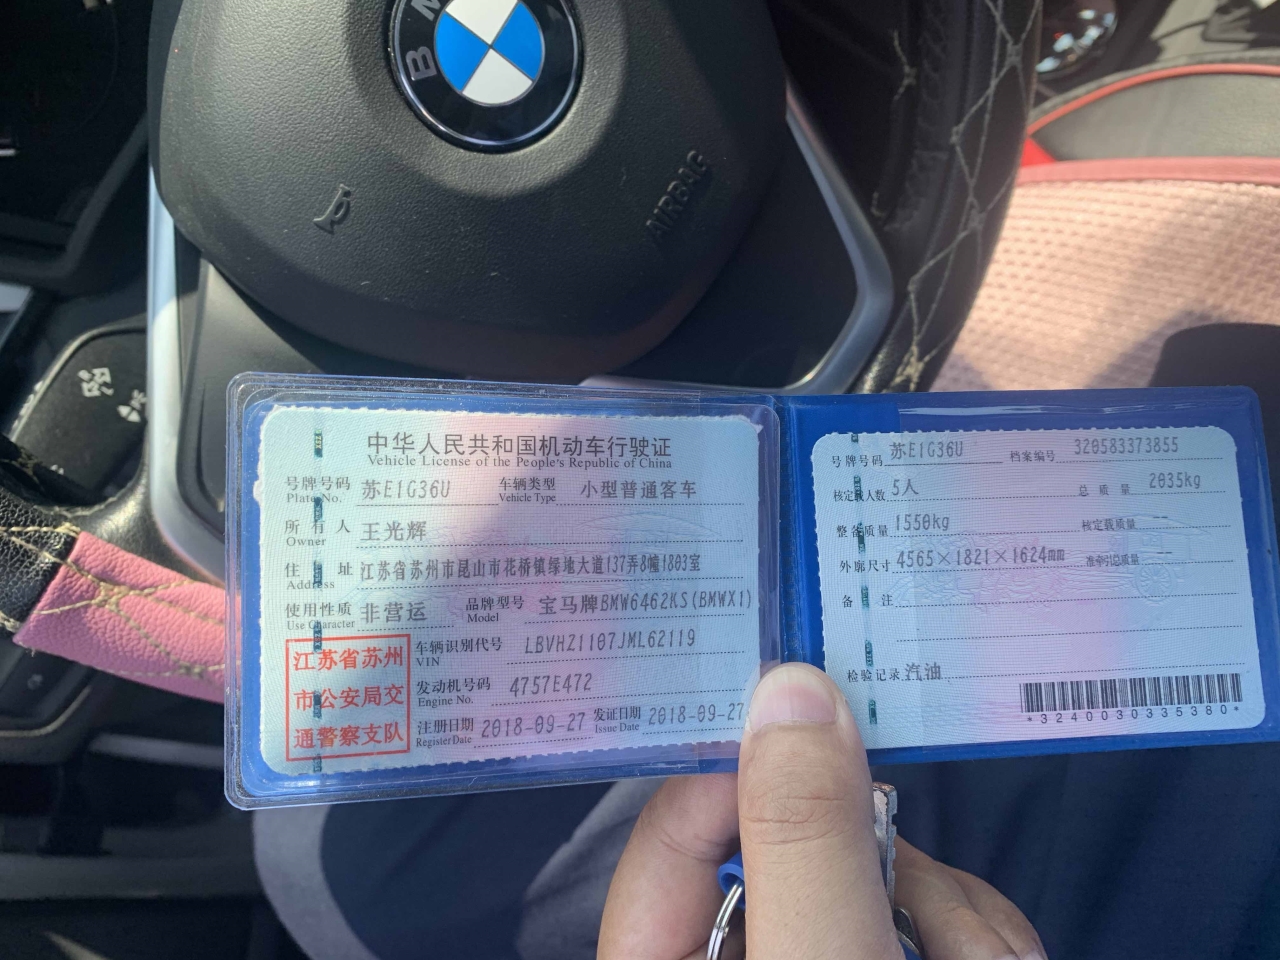 BM
AIRBAG
中华人民共和国机动车行驶证
Vehicle License of the People's Republic of China
号牌号码 苏E1G36U 车辆类型 小型普通客车
Plate No. Vehicle Type
所有人 王光辉
Owner
住址 江苏省苏州市昆山市花桥镇绿地大道137弄8幢1803室
Address
使用性质 非营运 品牌型号 宝马牌BMW6462KS(BMWX1)
Use Character Model
江苏省苏州
市公安局交
通警察支队
车辆识别代号 LBVHZ1107JML62119
VIN
发动机号码 4757E472
Engine No.
注册日期 2018-09-27 发证日期 2018-09-27
Register Date Issue Date
号牌号码 苏E1G36U 档案编号 320583373855
核定载人数 5人 总质量 2035kg
整备质量 1550kg 核定载质量 --
外廓尺寸 4565×1821×1624mm 准牵引总质量 --
备注
检验记录 汽油
*3240030335380*